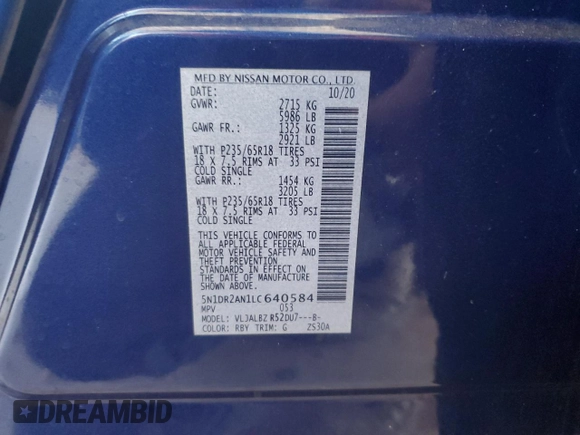 MFD BY NISSAN MOTOR CO., LTD.
DATE: 10/20
GVWR: 2715 KG
5986 LB
GAWR FR.: 1325 KG
2921 LB
WITH P235/65R18 TIRES
18 X 7.5 RIMS AT 33 PSI
COLD SINGLE
GAWR RR.: 1454 KG
3205 LB
WITH P235/65R18 TIRES
18 X 7.5 RIMS AT 33 PSI
COLD SINGLE
THIS VEHICLE CONFORMS TO
ALL APPLICABLE FEDERAL
MOTOR VEHICLE SAFETY AND
THEFT PREVENTION
STANDARDS IN EFFECT ON
THE DATE OF MANUFACTURE
SHOWN ABOVE.
5N1DR2AN1LC640584
MPV 053
MODEL: VLJALBZ R52DU7---B-
COLOR: RBY TRIM: G ZS30A
DREAMBID